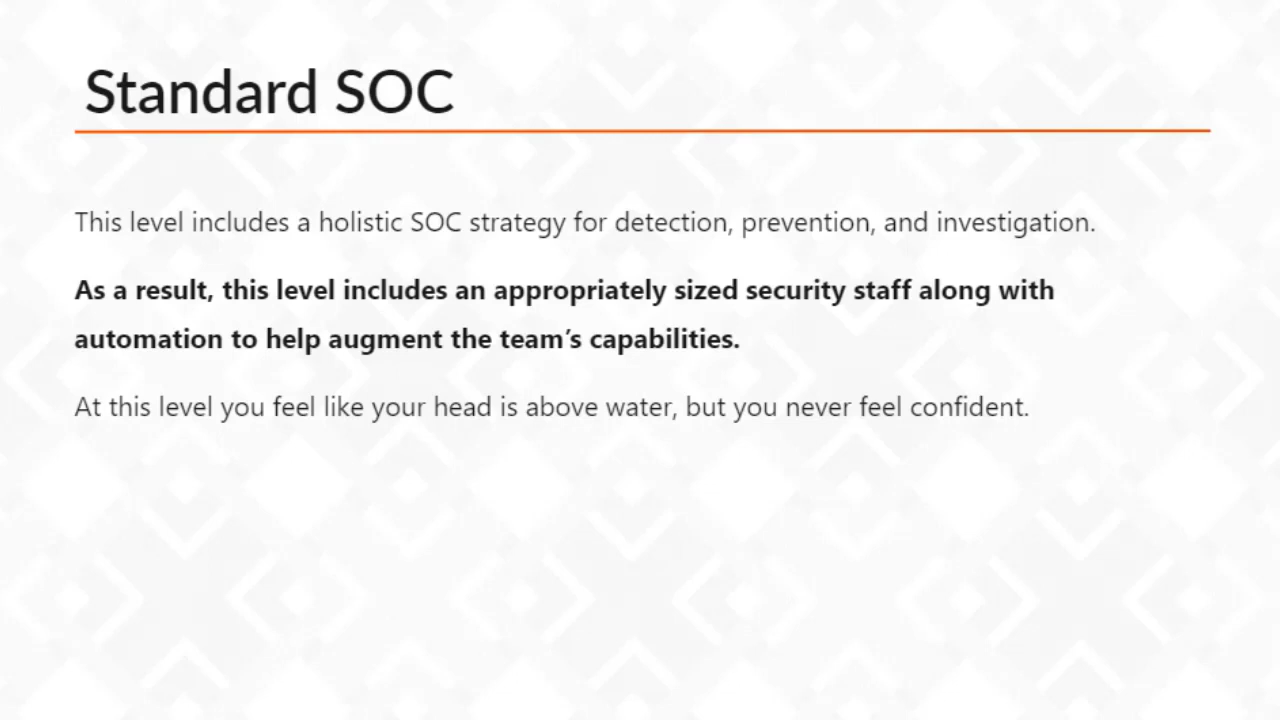 Standard SOC
This level includes a holistic SOC strategy for detection, prevention, and investigation.
As a result, this level includes an appropriately sized security staff along with
automation to help augment the team’s capabilities.
At this level you feel like your head is above water, but you never feel confident.